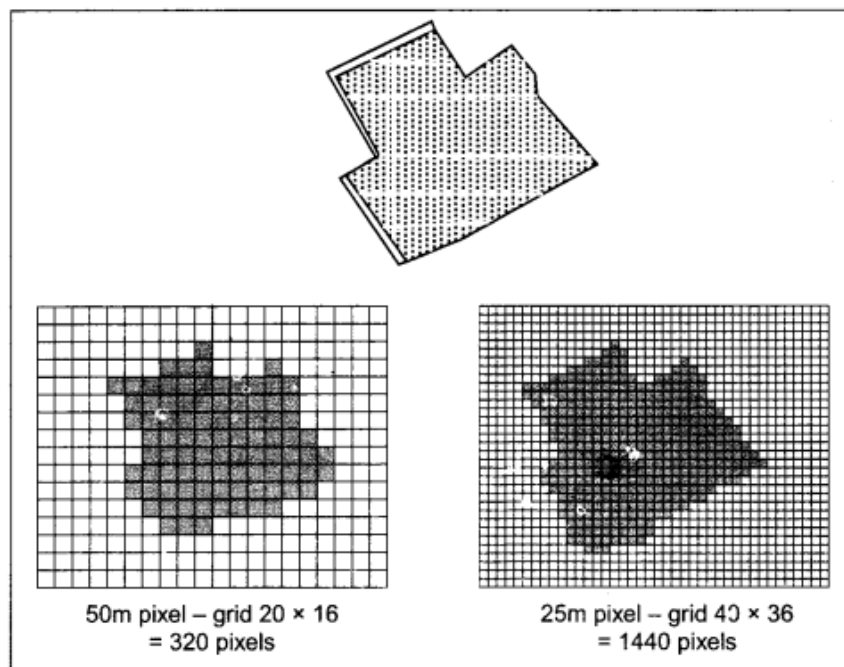 50m pixel – grid 20 × 16
= 320 pixels
25m pixel – grid 40 × 36
= 1440 pixels